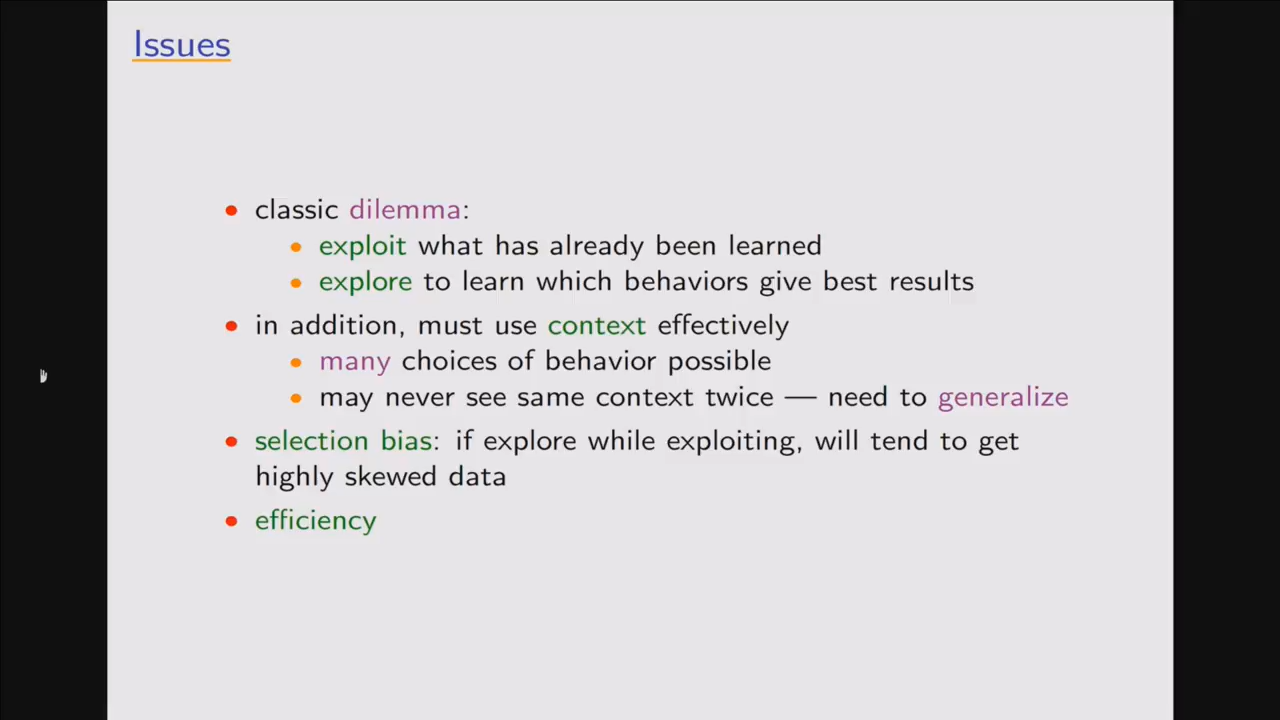 Issues
• classic dilemma:
• exploit what has already been learned
• explore to learn which behaviors give best results
• in addition, must use context effectively
• many choices of behavior possible
• may never see same context twice — need to generalize
• selection bias: if explore while exploiting, will tend to get
highly skewed data
• efficiency